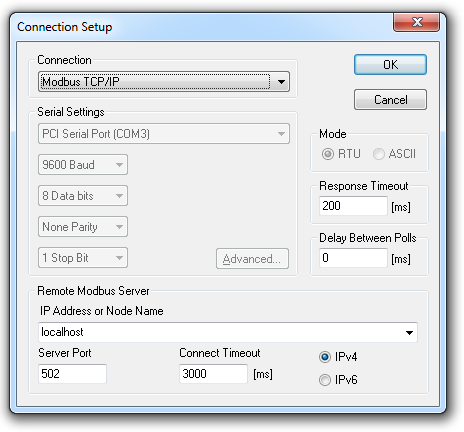 Connection Setup
Connection
Modbus TCP/IP
OK
Cancel
Serial Settings
PCI Serial Port (COM3)
9600 Baud
8 Data bits
None Parity
1 Stop Bit
Advanced...
Mode
RTU ASCII
Response Timeout
200 [ms]
Delay Between Polls
0 [ms]
Remote Modbus Server
IP Address or Node Name
localhost
Server Port Connect Timeout IPv4
502 3000 [ms] IPv6